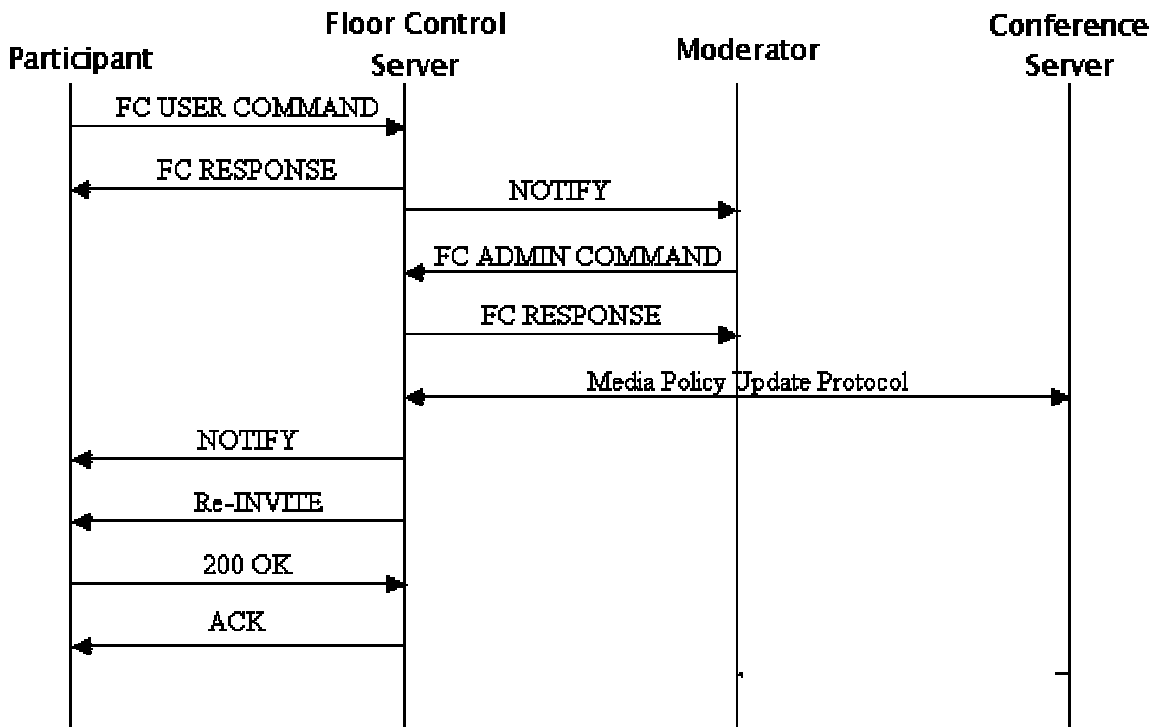 Participant
Floor Control
Server
Moderator
Conference
Server
FC USER COMMAND
FC RESPONSE
NOTIFY
FC ADMIN COMMAND
FC RESPONSE
Media Policy Update Protocol
NOTIFY
Re-INVITE
200 OK
ACK